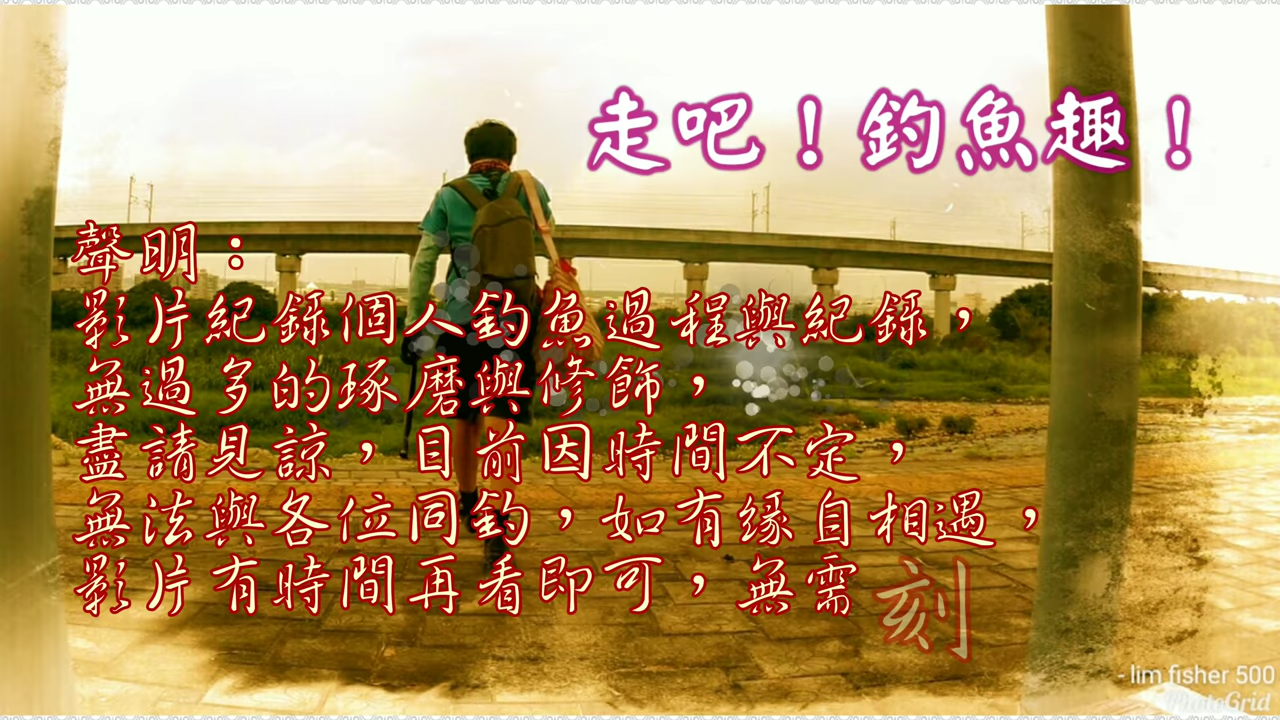 走吧！釣魚趣！
聲明：
影片紀錄個人釣魚過程與紀錄，
無過多的琢磨與修飾，
盡請見諒，目前因時間不定，
無法與各位同釣，如有緣自相遇，
影片有時間再看即可，無需刻
- lim fisher 500
PhotoGrid